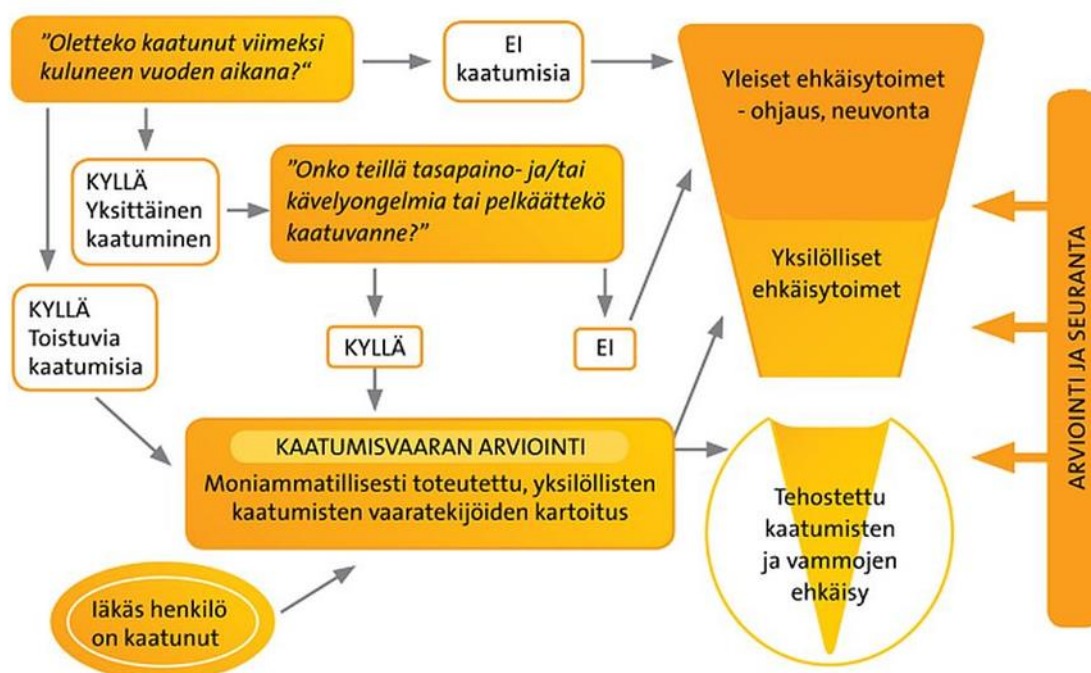 ”Oletteko kaatunut viimeksi
kuluneen vuoden aikana?“
EI
kaatumisia
Yleiset ehkäisytoimet
- ohjaus, neuvonta
KYLLÄ
Yksittäinen
kaatuminen
”Onko teillä tasapaino- ja/tai
kävelyongelmia tai pelkäättekö
kaatuvanne?”
Yksilölliset
ehkäisytoimet
KYLLÄ
Toistuvia
kaatumisia
KYLLÄ
EI
KAATUMISVAARAN ARVIOINTI
Moniammatillisesti toteutettu, yksilöllisten
kaatumisten vaaratekijöiden kartoitus
Tehostettu
kaatumisten
ja vammojen
ehkäisy
Iäkäs henkilö
on kaatunut
ARVIOINTI JA SEURANTA